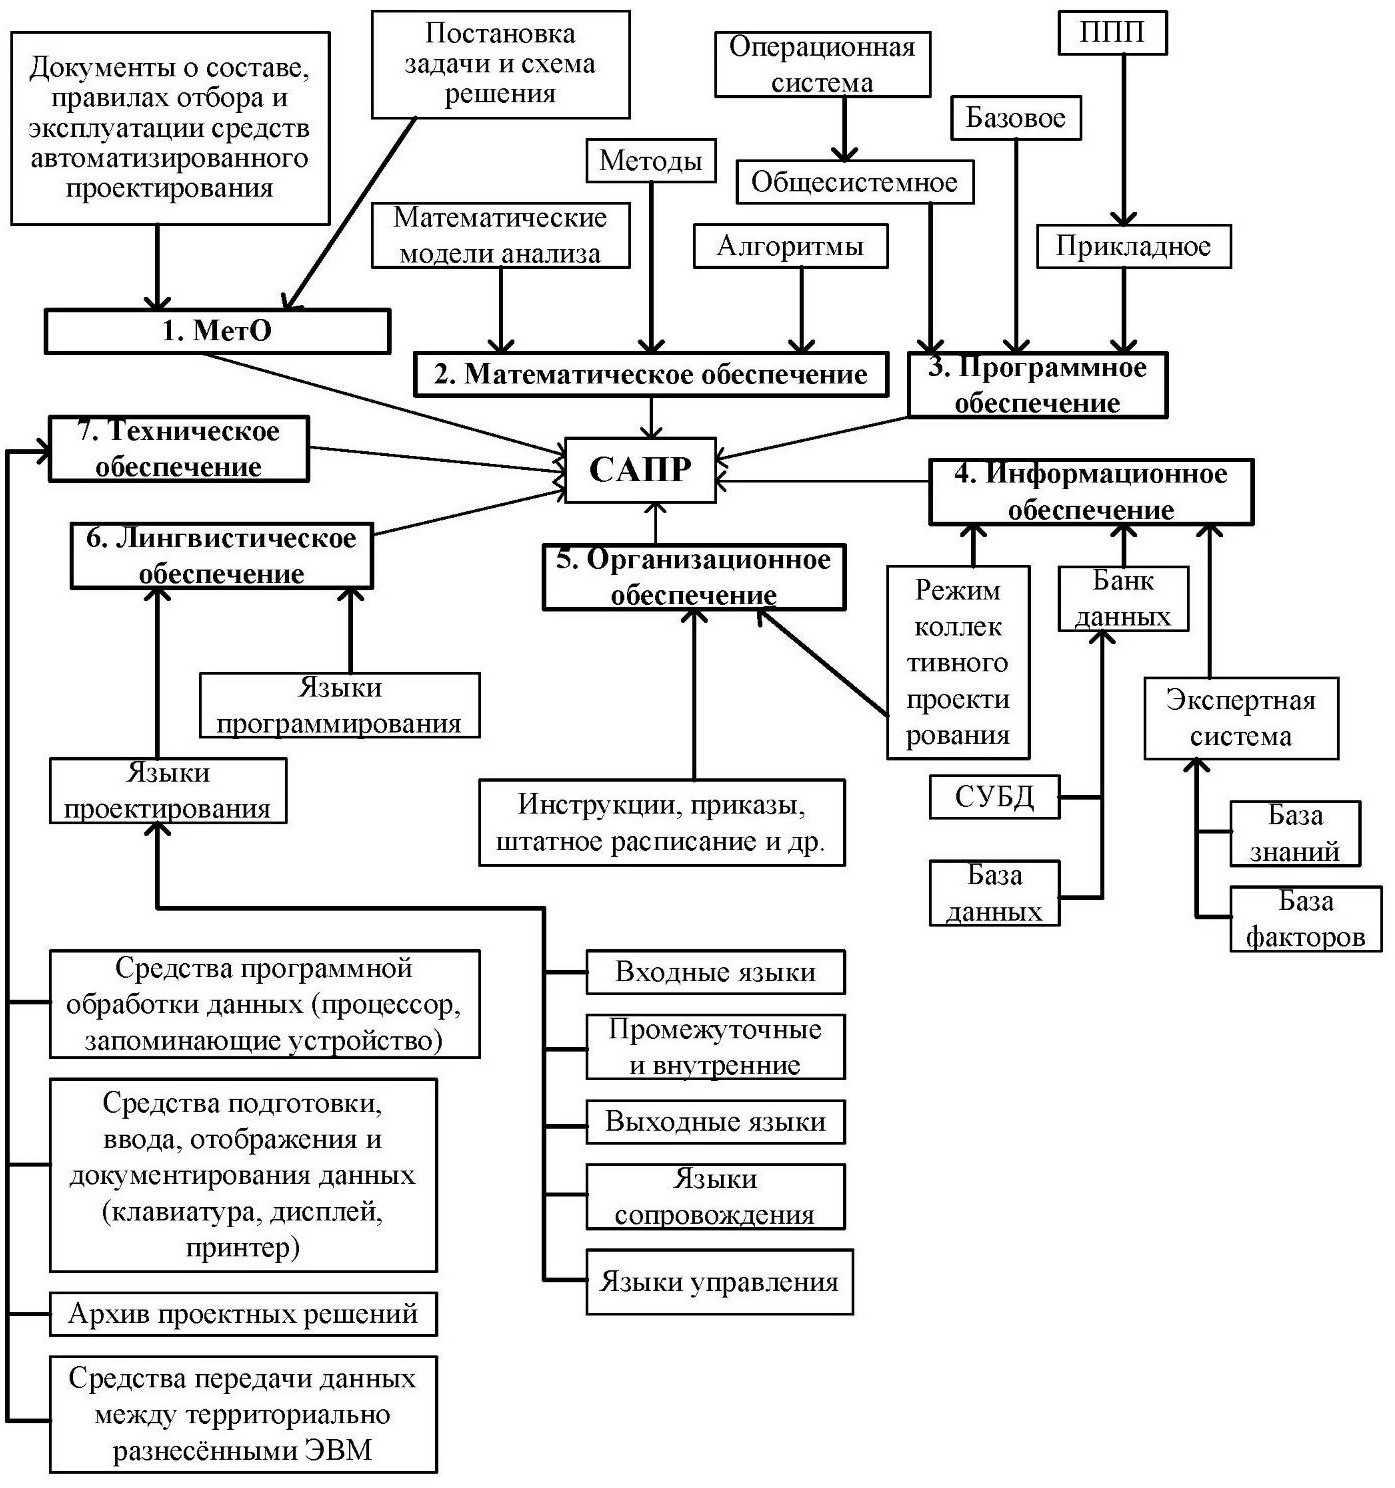 Документы о составе,
правилах отбора и
эксплуатации средств
автоматизированного
проектирования
Постановка
задачи и схема
решения
Операционная
система
ППП
Базовое
Методы
Общесистемное
Математические
модели анализа
Алгоритмы
Прикладное
1. МетО
2. Математическое обеспечение
3. Программное
обеспечение
7. Техническое
обеспечение
САПР
4. Информационное
обеспечение
6. Лингвистическое
обеспечение
5. Организационное
обеспечение
Режим
коллек
тивного
проекти
рования
Банк
данных
Языки
программирования
Экспертная
система
Языки
проектирования
Инструкции, приказы,
штатное расписание и др.
СУБД
База
знаний
База
данных
База
факторов
Средства программной
обработки данных (процессор,
запоминающие устройство)
Входные языки
Промежуточные
и внутренние
Средства подготовки,
ввода, отображения и
документирования данных
(клавиатура, дисплей,
принтер)
Выходные языки
Языки
сопровождения
Языки управления
Архив проектных решений
Средства передачи данных
между территориально
разнесёнными ЭВМ